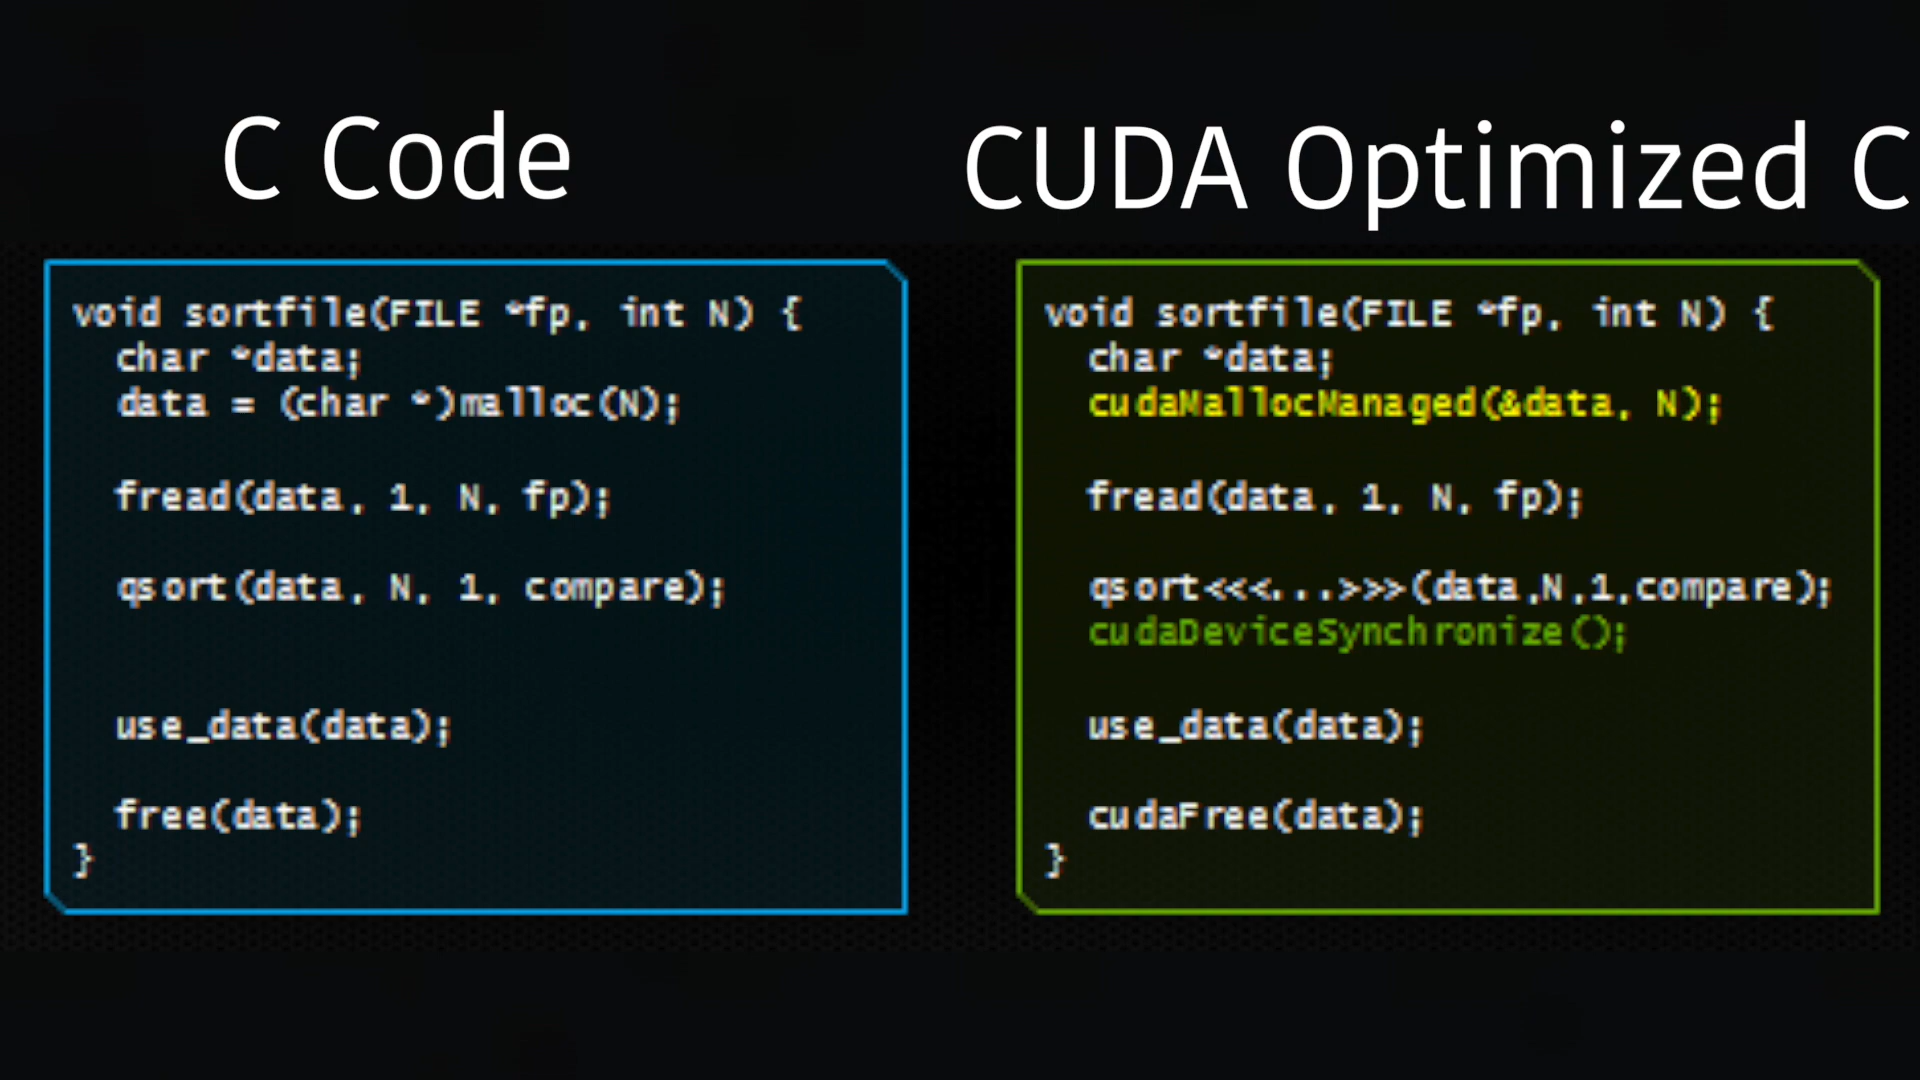 C Code
void sortfile(FILE *fp, int N) {
char *data;
data = (char *)malloc(N);
fread(data, 1, N, fp);
qsort(data, N, 1, compare);
use_data(data);
free(data);
}
CUDA Optimized C
void sortfile(FILE *fp, int N) {
char *data;
cudaMallocManaged(&data, N);
fread(data, 1, N, fp);
qsort<<<...>>>(data,N,1,compare);
cudaDeviceSynchronize();
use_data(data);
cudaFree(data);
}